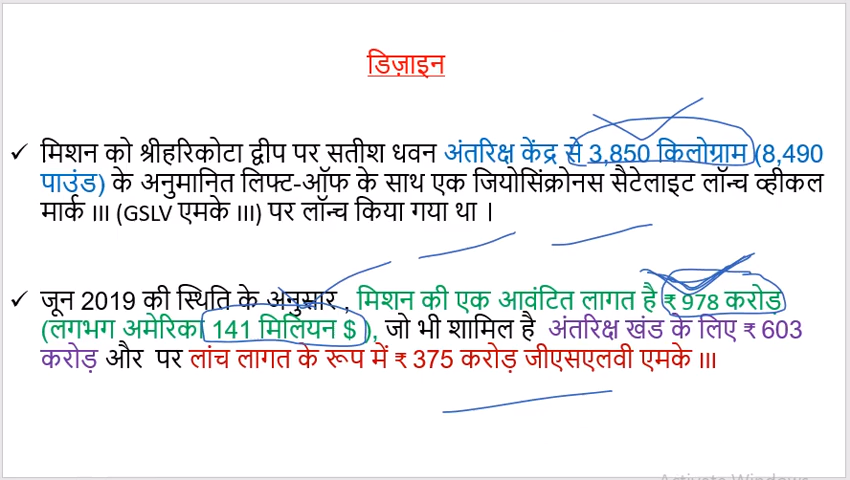 डिज़ाइन
✓ मिशन को श्रीहरिकोटा द्वीप पर सतीश धवन अंतरिक्ष केंद्र से 3,850 किलोग्राम (8,490
पाउंड) के अनुमानित लिफ्ट-ऑफ के साथ एक जियोसिंक्रोनस सैटेलाइट लॉन्च व्हीकल
मार्क III (GSLV एमके III) पर लॉन्च किया गया था ।
✓ जून 2019 की स्थिति के अनुसार , मिशन की एक आवंटित लागत है ₹ 978 करोड़
(लगभग अमेरिका 141 मिलियन $ ), जो भी शामिल है अंतरिक्ष खंड के लिए ₹ 603
करोड़ और पर लांच लागत के रूप में ₹ 375 करोड़ जीएसएलवी एमके III
Activate Windows